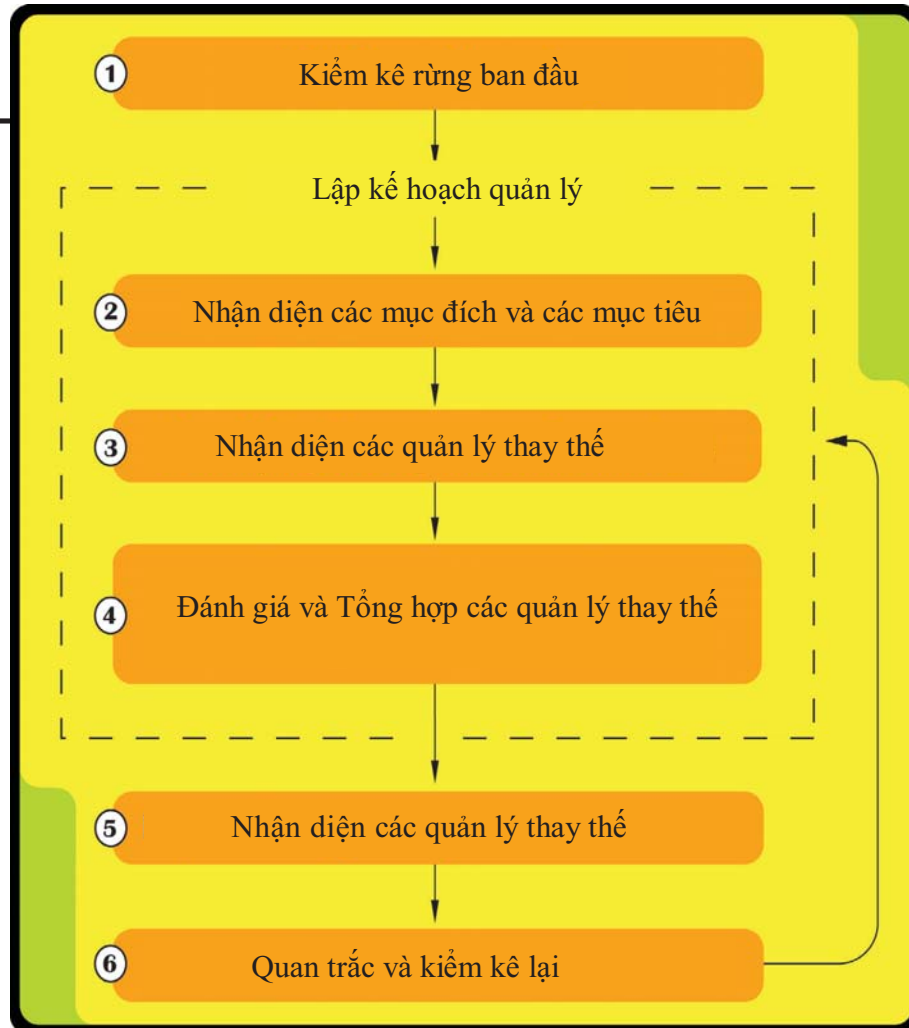 1 Kiểm kê rừng ban đầu
Lập kế hoạch quản lý
2 Nhận diện các mục đích và các mục tiêu
3 Nhận diện các quản lý thay thế
4 Đánh giá và Tổng hợp các quản lý thay thế
5 Nhận diện các quản lý thay thế
6 Quan trắc và kiểm kê lại